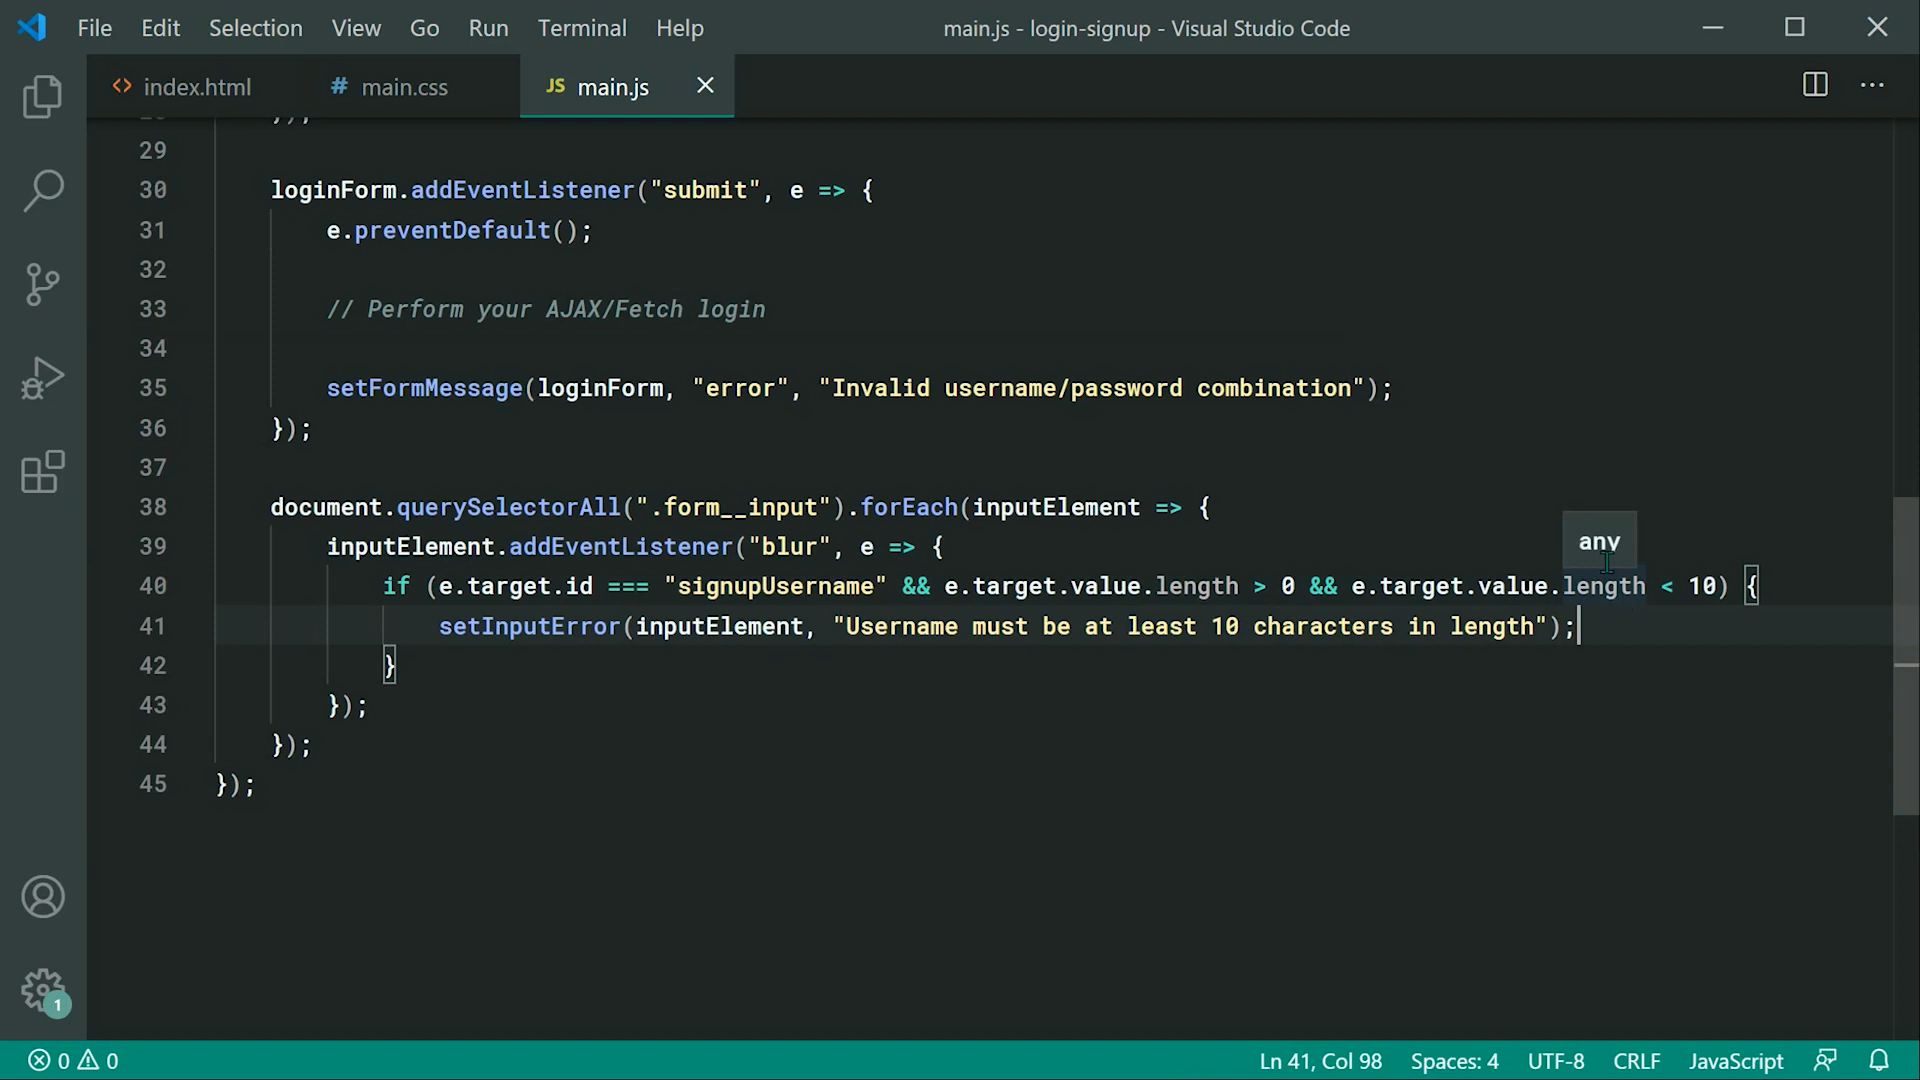 File Edit Selection View Go Run Terminal Help main.js - login-signup - Visual Studio Code
<> index.html # main.css JS main.js
29
30 loginForm.addEventListener("submit", e => {
31 e.preventDefault();
32
33 // Perform your AJAX/Fetch login
34
35 setFormMessage(loginForm, "error", "Invalid username/password combination");
36 });
37
38 document.querySelectorAll(".form__input").forEach(inputElement => {
any
39 inputElement.addEventListener("blur", e => {
40 if (e.target.id === "signupUsername" && e.target.value.length > 0 && e.target.value.length < 10) {
41 setInputError(inputElement, "Username must be at least 10 characters in length");
42 }
43 });
44 });
45 });
1
0 0 Ln 41, Col 98 Spaces: 4 UTF-8 CRLF JavaScript